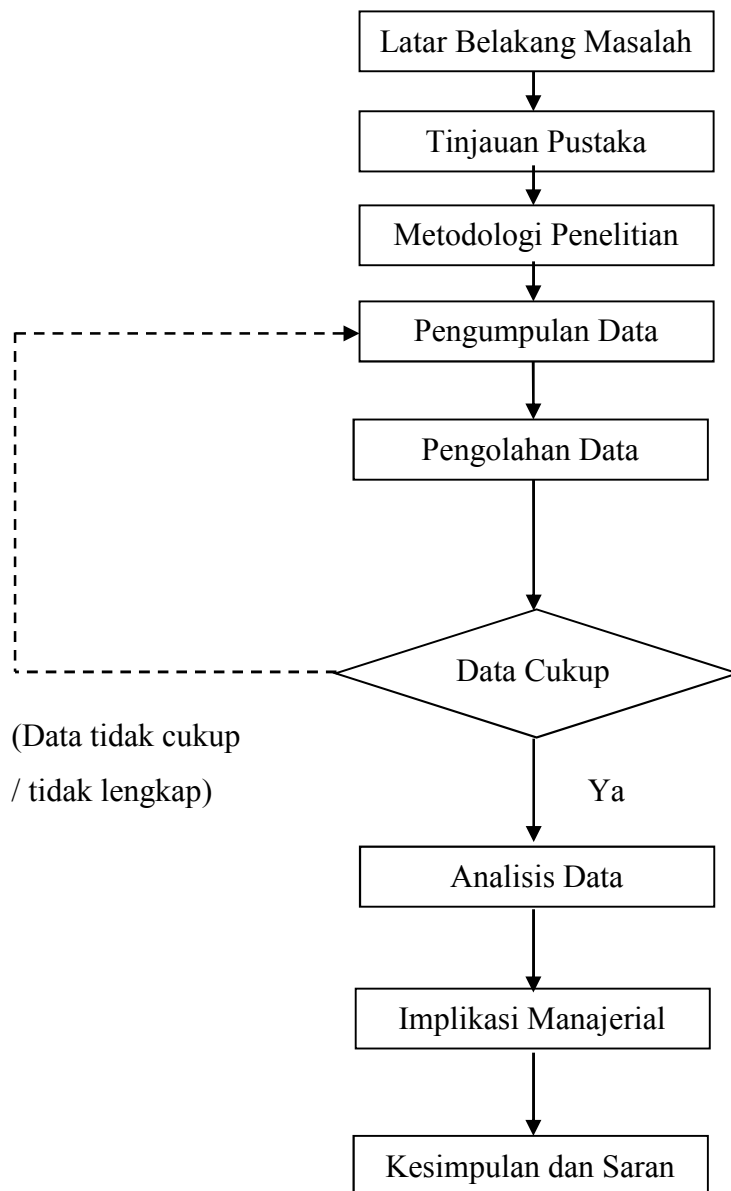 Latar Belakang Masalah
Tinjauan Pustaka
Metodologi Penelitian
Pengumpulan Data
Pengolahan Data
Data Cukup
(Data tidak cukup
/ tidak lengkap)
Ya
Analisis Data
Implikasi Manajerial
Kesimpulan dan Saran